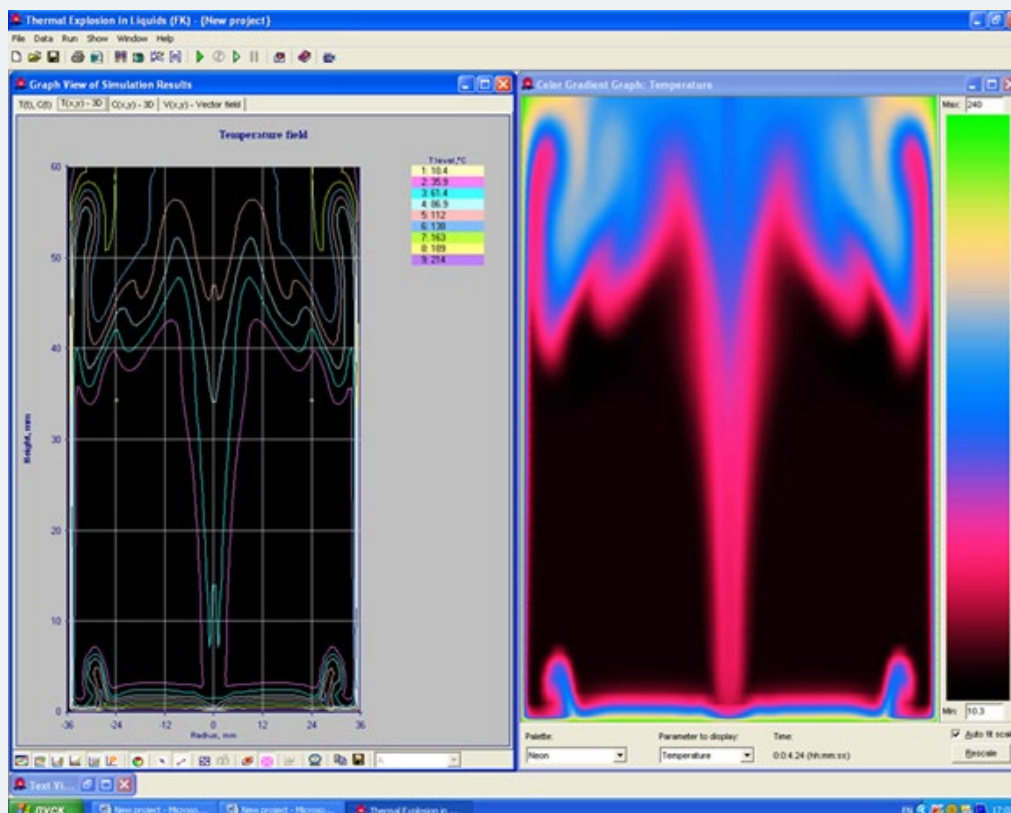 Thermal Explosion in Liquids (FK) - {New project}
File Data Run Show Window Help
Graph View of Simulation Results
T(t), C(t) T(x,y) - 3D C(x,y) - 3D V(x,y) - Vector field
Temperature field
T level,°C
1: 10.4
2: 35.9
3: 61.4
4: 86.9
5: 112
6: 138
7: 163
8: 189
9: 214
60
50
40
30
20
10
0
Height, mm
-36 -24 -12 0 12 24 36
Radius, mm
Color Gradient Graph: Temperature
Max: 240
Min: 10.3
Palette: Parameter to display: Time:
Neon Temperature 0:0:4.24 (hh:mm:ss)
Auto fit scale
Rescale
Text Vi...
пуск New project - Microso... New project - Microso... Thermal Explosion in ...
EN